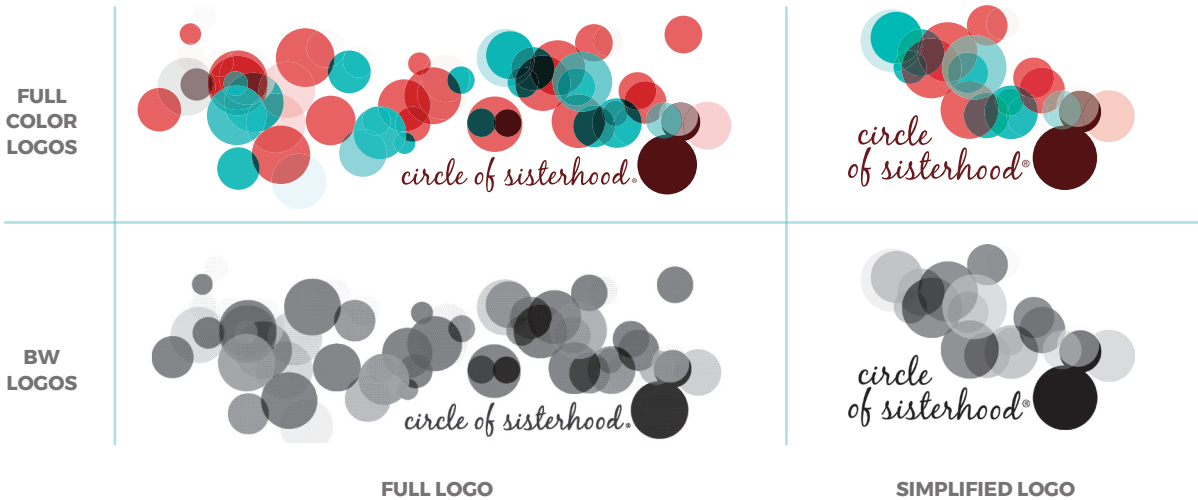 FULL
COLOR
LOGOS
circle of sisterhood®
circle
of sisterhood®
BW
LOGOS
circle of sisterhood®
circle
of sisterhood®
FULL LOGO
SIMPLIFIED LOGO